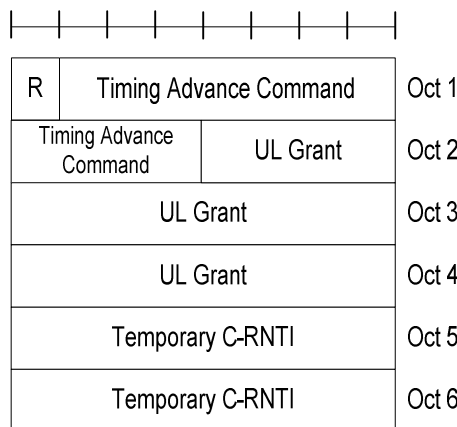 R Timing Advance Command Oct 1
Timing Advance
Command UL Grant Oct 2
UL Grant Oct 3
UL Grant Oct 4
Temporary C-RNTI Oct 5
Temporary C-RNTI Oct 6